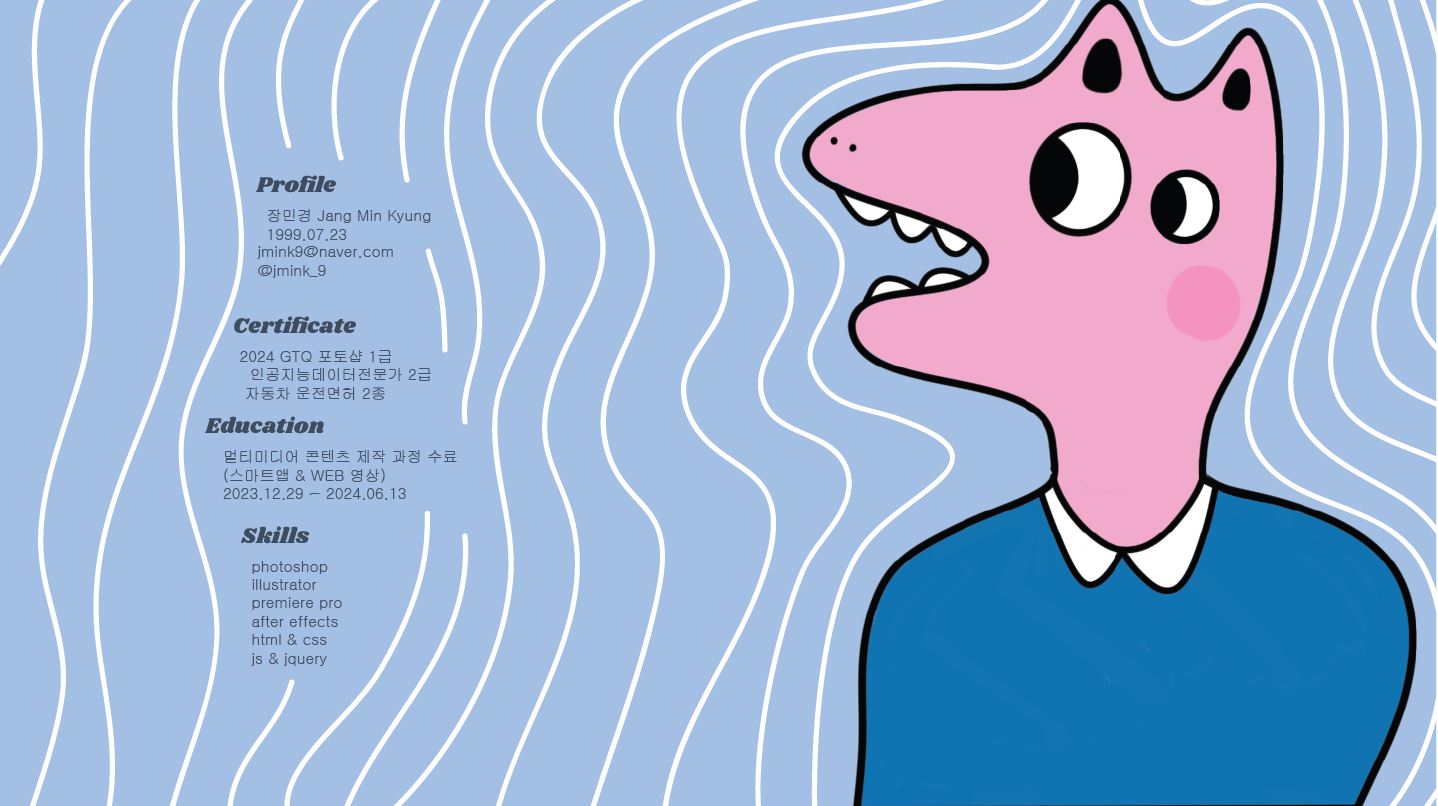 Profile
장민경 Jang Min Kyung
1999.07.23
jmink9@naver.com
@jmink_9
Certificate
2024 GTQ 포토샵 1급
인공지능데이터전문가 2급
자동차 운전면허 2종
Education
멀티미디어 콘텐츠 제작 과정 수료
(스마트앱 & WEB 영상)
2023.12.29 – 2024.06.13
Skills
photoshop
illustrator
premiere pro
after effects
html & css
js & jquery